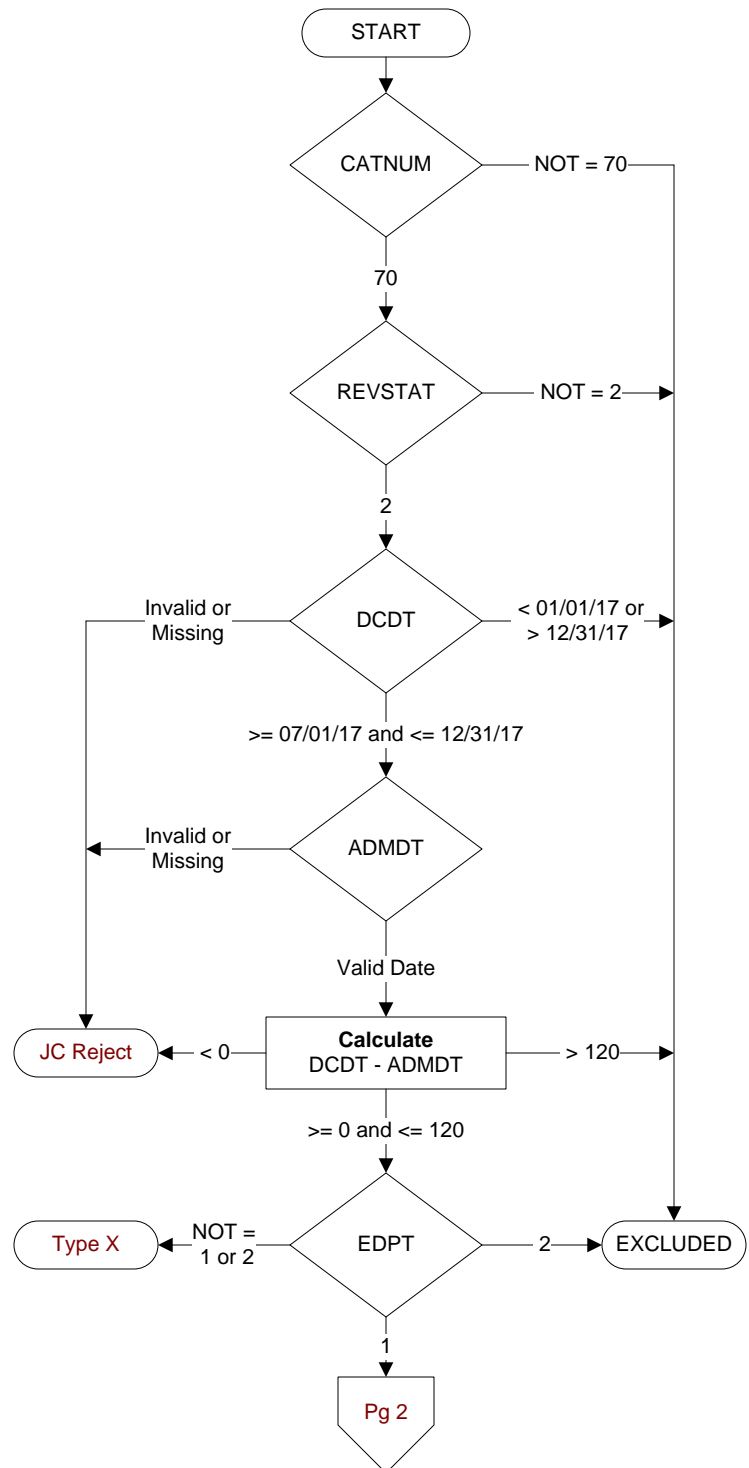 START
CATNUM
NOT = 70
70
REVSTAT
NOT = 2
2
Invalid or
Missing
DCDT
< 01/01/17 or
> 12/31/17
>= 07/01/17 and <= 12/31/17
Invalid or
Missing
ADMDT
Valid Date
JC Reject
< 0
Calculate
DCDT - ADMDT
> 120
>= 0 and <= 120
Type X
NOT =
1 or 2
EDPT
2
EXCLUDED
1
Pg 2